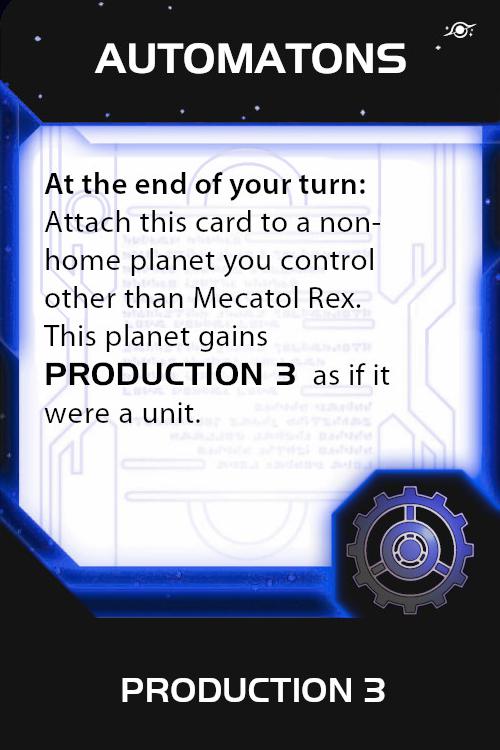 AUTOMATONS
At the end of your turn:
Attach this card to a non-
home planet you control
other than Mecatol Rex.
This planet gains
PRODUCTION 3 as if it
were a unit.
PRODUCTION 3